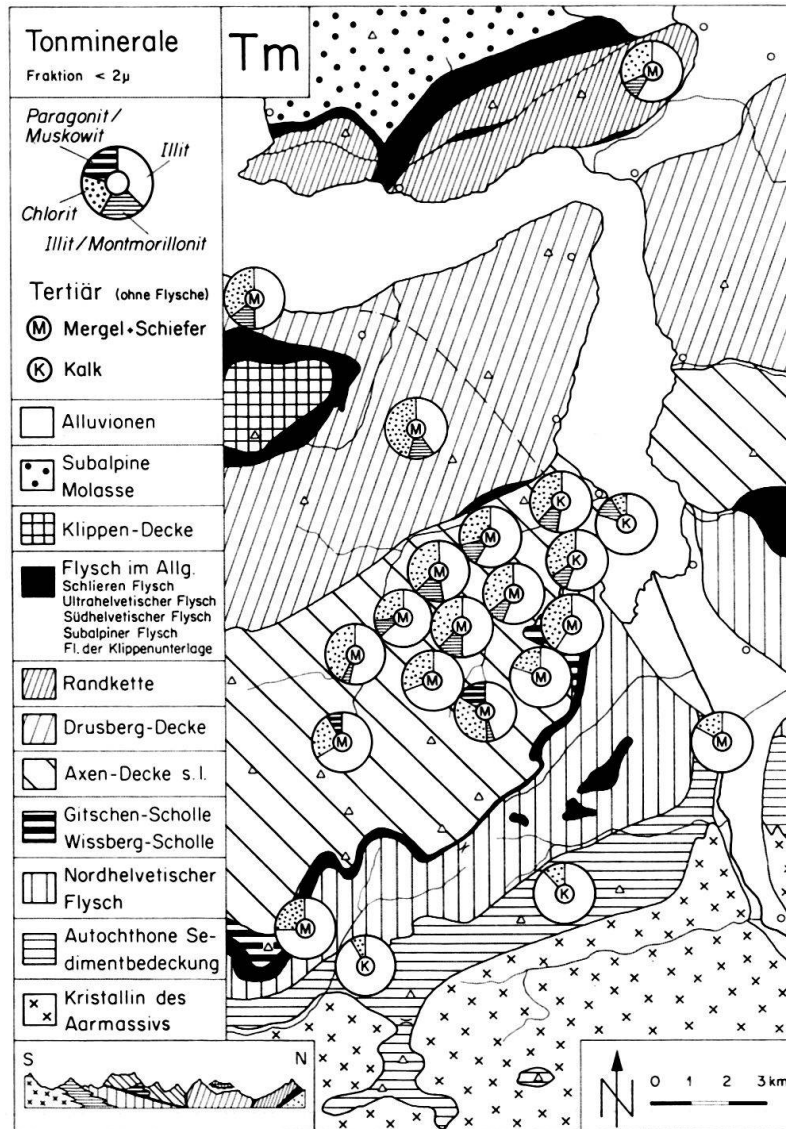 Tonminerale
Fraktion < 2µ
Tm
Paragonit/
Muskowit
Illit
Chlorit
Illit/Montmorillonit
Tertiär (ohne Flysche)
M Mergel+Schiefer
K Kalk
Alluvionen
Subalpine
Molasse
Klippen-Decke
Flysch im Allg.
Schlieren Flysch
Ultrahelvetischer Flysch
Südhelvetischer Flysch
Subalpiner Flysch
Fl. der Klippenunterlage
Randkette
Drusberg-Decke
Axen-Decke s.l.
Gitschen-Scholle
Wissberg-Scholle
Nordhelvetischer
Flysch
Autochthone Se-
dimentbedeckung
Kristallin des
Aarmassivs
S N
M
M
M
K
K
M
M
K
M
M
M
M
M
M
M
M
M
M
K
M
K
N
0 1 2 3 km